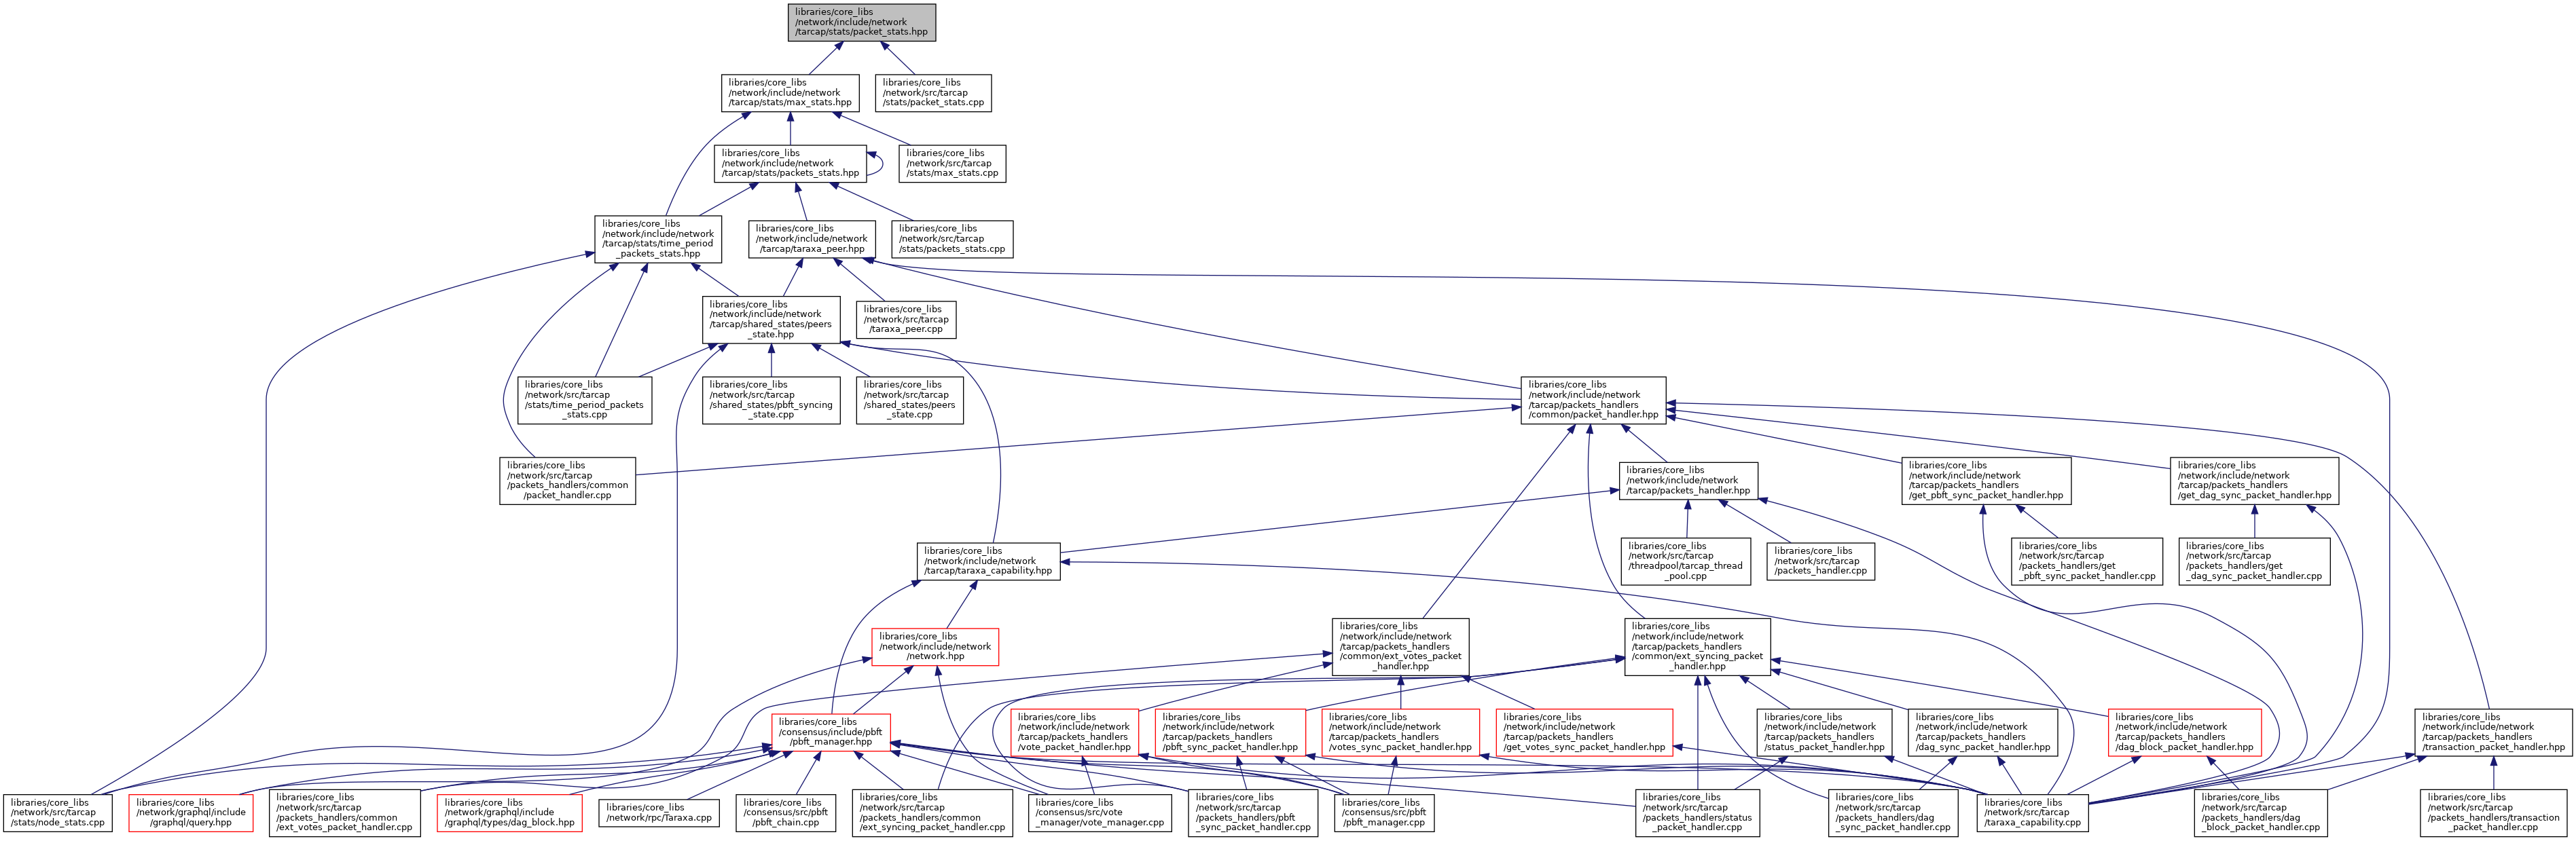 libraries/core_libs
/network/include/network
/tarcap/stats/packet_stats.hpp
libraries/core_libs
/network/include/network
/tarcap/stats/max_stats.hpp
libraries/core_libs
/network/src/tarcap
/stats/packet_stats.cpp
libraries/core_libs
/network/include/network
/tarcap/stats/packets_stats.hpp
libraries/core_libs
/network/src/tarcap
/stats/max_stats.cpp
libraries/core_libs
/network/include/network
/tarcap/stats/time_period
_packets_stats.hpp
libraries/core_libs
/network/include/network
/tarcap/taraxa_peer.hpp
libraries/core_libs
/network/src/tarcap
/stats/packets_stats.cpp
libraries/core_libs
/network/include/network
/tarcap/shared_states/peers
_state.hpp
libraries/core_libs
/network/src/tarcap
/taraxa_peer.cpp
libraries/core_libs
/network/src/tarcap
/stats/time_period_packets
_stats.cpp
libraries/core_libs
/network/src/tarcap
/shared_states/pbft_syncing
_state.cpp
libraries/core_libs
/network/src/tarcap
/shared_states/peers
_state.cpp
libraries/core_libs
/network/include/network
/tarcap/packets_handlers
/common/packet_handler.hpp
libraries/core_libs
/network/src/tarcap
/packets_handlers/common
/packet_handler.cpp
libraries/core_libs
/network/include/network
/tarcap/packets_handler.hpp
libraries/core_libs
/network/include/network
/tarcap/packets_handlers
/get_pbft_sync_packet_handler.hpp
libraries/core_libs
/network/include/network
/tarcap/packets_handlers
/get_dag_sync_packet_handler.hpp
libraries/core_libs
/network/include/network
/tarcap/taraxa_capability.hpp
libraries/core_libs
/network/src/tarcap
/threadpool/tarcap_thread
_pool.cpp
libraries/core_libs
/network/src/tarcap
/packets_handler.cpp
libraries/core_libs
/network/src/tarcap
/packets_handlers/get
_pbft_sync_packet_handler.cpp
libraries/core_libs
/network/src/tarcap
/packets_handlers/get
_dag_sync_packet_handler.cpp
libraries/core_libs
/network/include/network
/network.hpp
libraries/core_libs
/network/include/network
/tarcap/packets_handlers
/common/ext_votes_packet
_handler.hpp
libraries/core_libs
/network/include/network
/tarcap/packets_handlers
/common/ext_syncing_packet
_handler.hpp
libraries/core_libs
/consensus/include/pbft
/pbft_manager.hpp
libraries/core_libs
/network/include/network
/tarcap/packets_handlers
/vote_packet_handler.hpp
libraries/core_libs
/network/include/network
/tarcap/packets_handlers
/pbft_sync_packet_handler.hpp
libraries/core_libs
/network/include/network
/tarcap/packets_handlers
/votes_sync_packet_handler.hpp
libraries/core_libs
/network/include/network
/tarcap/packets_handlers
/get_votes_sync_packet_handler.hpp
libraries/core_libs
/network/include/network
/tarcap/packets_handlers
/status_packet_handler.hpp
libraries/core_libs
/network/include/network
/tarcap/packets_handlers
/dag_sync_packet_handler.hpp
libraries/core_libs
/network/include/network
/tarcap/packets_handlers
/dag_block_packet_handler.hpp
libraries/core_libs
/network/include/network
/tarcap/packets_handlers
/transaction_packet_handler.hpp
libraries/core_libs
/network/src/tarcap
/stats/node_stats.cpp
libraries/core_libs
/network/graphql/include
/graphql/query.hpp
libraries/core_libs
/network/src/tarcap
/packets_handlers/common
/ext_votes_packet_handler.cpp
libraries/core_libs
/network/graphql/include
/graphql/types/dag_block.hpp
libraries/core_libs
/network/rpc/Taraxa.cpp
libraries/core_libs
/consensus/src/pbft
/pbft_chain.cpp
libraries/core_libs
/network/src/tarcap
/packets_handlers/common
/ext_syncing_packet_handler.cpp
libraries/core_libs
/consensus/src/vote
_manager/vote_manager.cpp
libraries/core_libs
/network/src/tarcap
/packets_handlers/pbft
_sync_packet_handler.cpp
libraries/core_libs
/consensus/src/pbft
/pbft_manager.cpp
libraries/core_libs
/network/src/tarcap
/packets_handlers/status
_packet_handler.cpp
libraries/core_libs
/network/src/tarcap
/packets_handlers/dag
_sync_packet_handler.cpp
libraries/core_libs
/network/src/tarcap
/taraxa_capability.cpp
libraries/core_libs
/network/src/tarcap
/packets_handlers/dag
_block_packet_handler.cpp
libraries/core_libs
/network/src/tarcap
/packets_handlers/transaction
_packet_handler.cpp